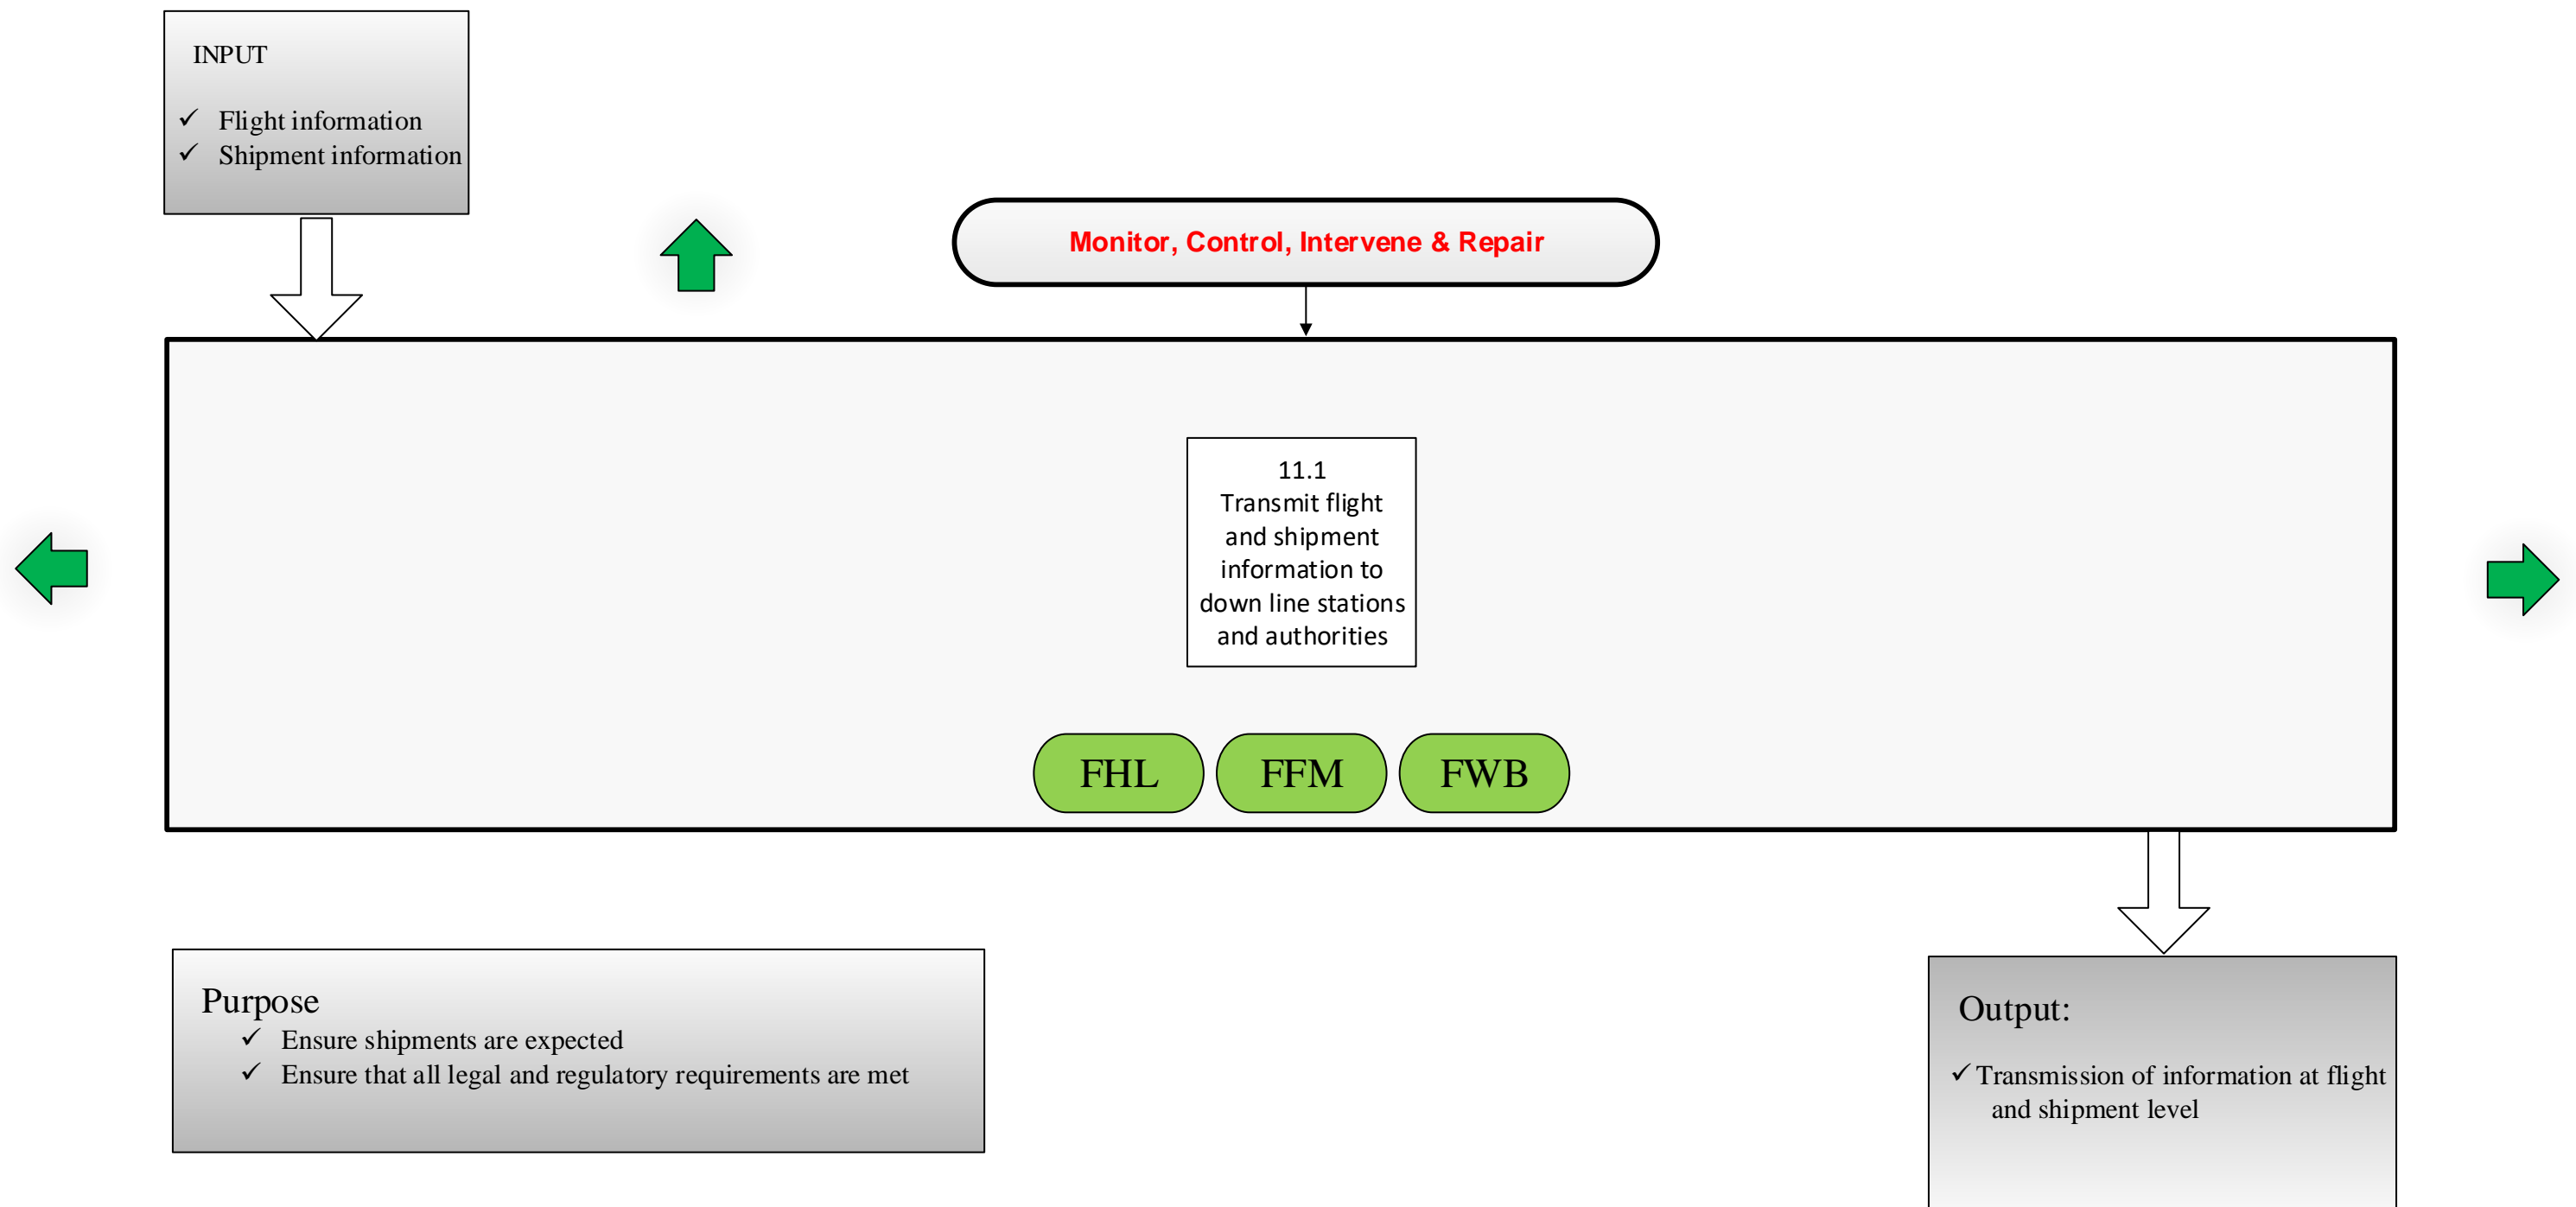 INPUT
✓ Flight information
✓ Shipment information
Monitor, Control, Intervene & Repair
11.1
Transmit flight
and shipment
information to
down line stations
and authorities
FHL
FFM
FWB
Purpose
✓ Ensure shipments are expected
✓ Ensure that all legal and regulatory requirements are met
Output:
✓ Transmission of information at flight
and shipment level